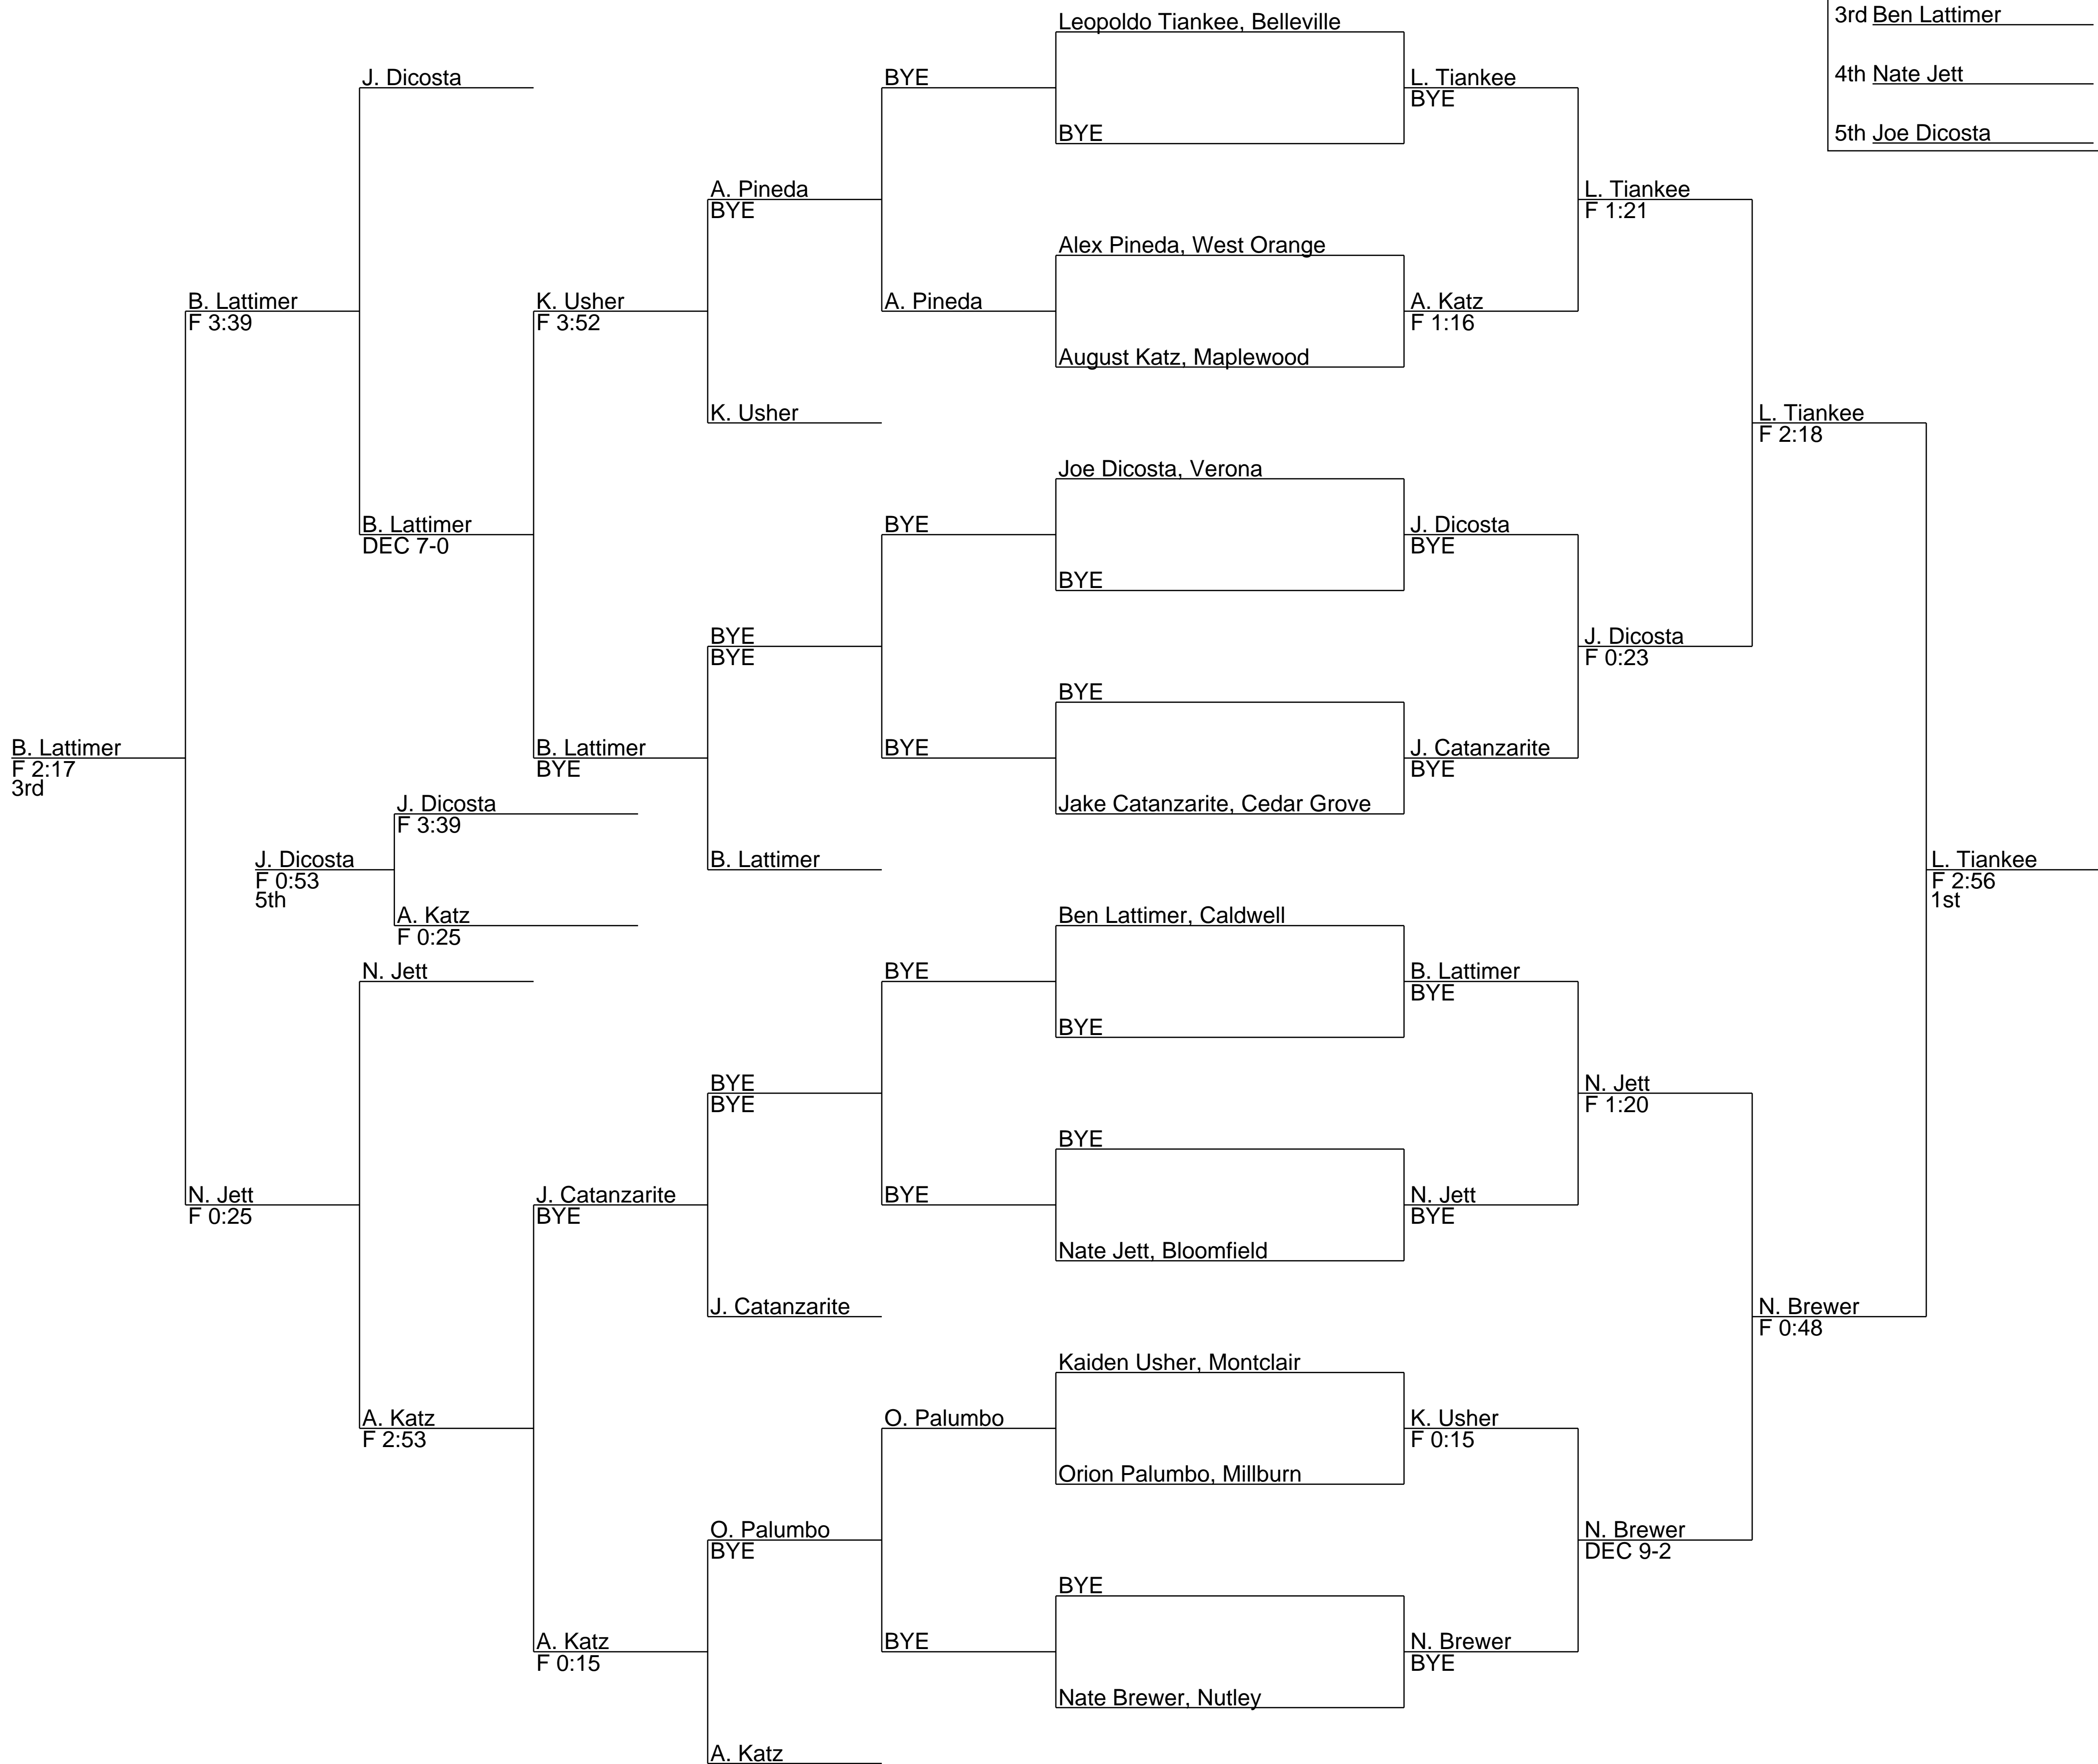 3rd Ben Lattimer
Leopoldo Tiankee, Belleville
4th Nate Jett
J. Dicosta
BYE
L. Tiankee
BYE
BYE
5th Joe Dicosta
A. Pineda
BYE
L. Tiankee
F 1:21
Alex Pineda, West Orange
B. Lattimer
F 3:39
K. Usher
F 3:52
A. Pineda
A. Katz
F 1:16
August Katz, Maplewood
K. Usher
L. Tiankee
F 2:18
Joe Dicosta, Verona
B. Lattimer
DEC 7-0
BYE
J. Dicosta
BYE
BYE
BYE
BYE
J. Dicosta
F 0:23
BYE
B. Lattimer
F 2:17
3rd
B. Lattimer
BYE
BYE
J. Catanzarite
BYE
J. Dicosta
F 3:39
Jake Catanzarite, Cedar Grove
J. Dicosta
F 0:53
5th
B. Lattimer
L. Tiankee
F 2:56
1st
A. Katz
F 0:25
Ben Lattimer, Caldwell
N. Jett
BYE
B. Lattimer
BYE
BYE
BYE
BYE
N. Jett
F 1:20
BYE
N. Jett
F 0:25
J. Catanzarite
BYE
BYE
N. Jett
BYE
Nate Jett, Bloomfield
J. Catanzarite
N. Brewer
F 0:48
Kaiden Usher, Montclair
A. Katz
F 2:53
O. Palumbo
K. Usher
F 0:15
Orion Palumbo, Millburn
O. Palumbo
BYE
N. Brewer
DEC 9-2
BYE
A. Katz
F 0:15
BYE
N. Brewer
BYE
Nate Brewer, Nutley
A. Katz